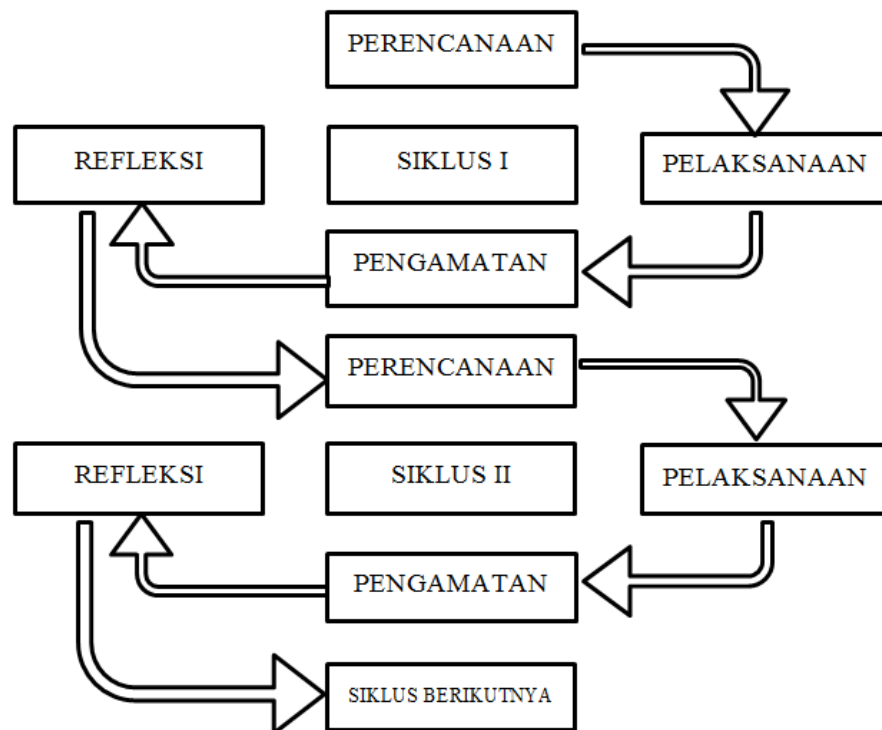 PERENCANAAN
REFLEKSI
SIKLUS I
PELAKSANAAN
PENGAMATAN
PERENCANAAN
REFLEKSI
SIKLUS II
PELAKSANAAN
PENGAMATAN
SIKLUS BERIKUTNYA